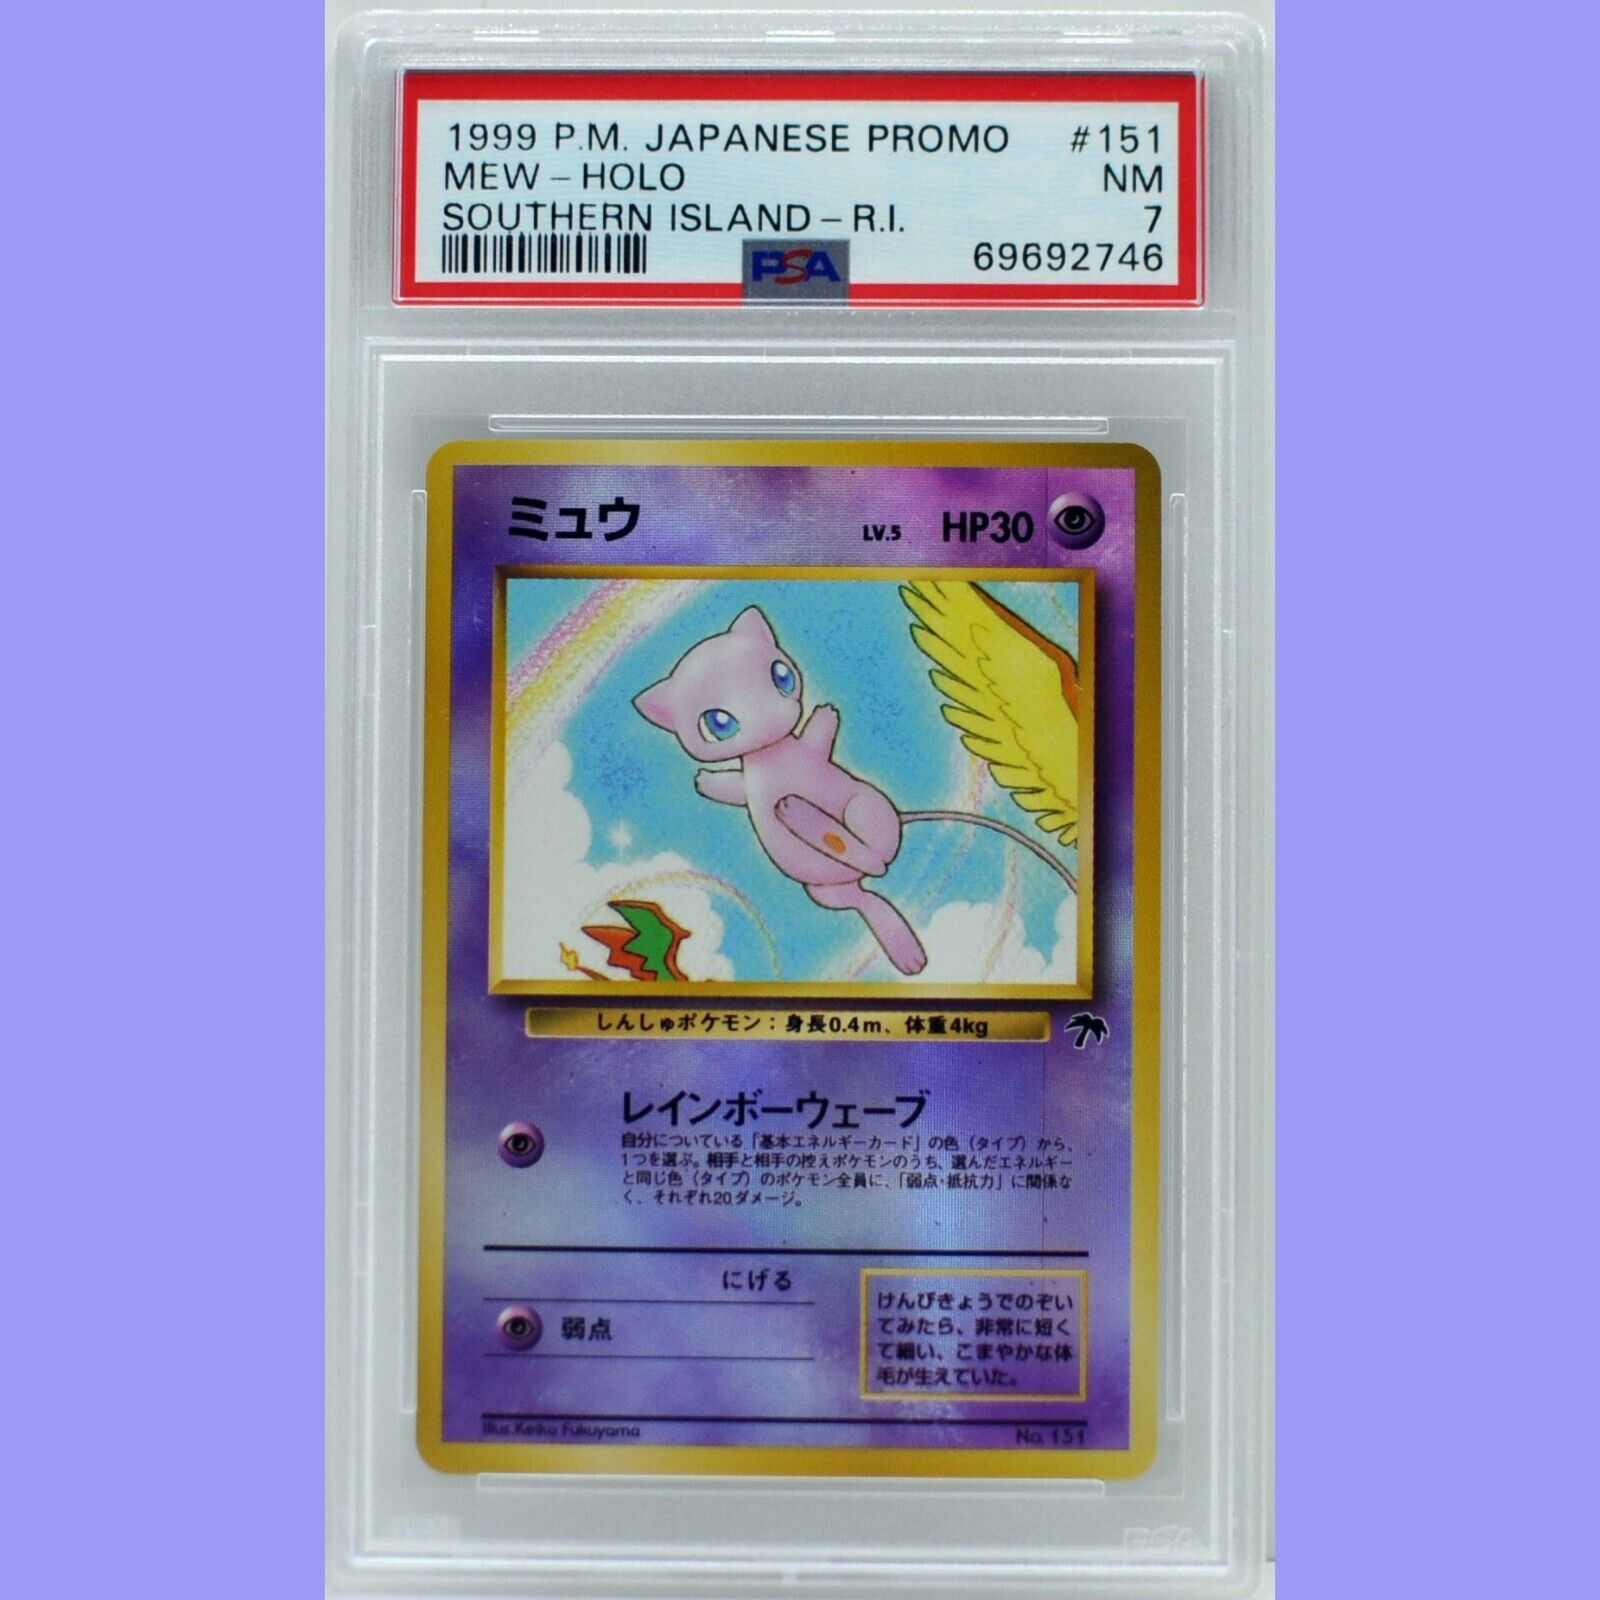 1999 P.M. JAPANESE PROMO #151
MEW - HOLO NM
SOUTHERN ISLAND - R.I. 7
PSA 69692746
ミュウ LV.5 HP30
しんしゅポケモン:身長0.4m、体重4kg
レインボーウェーブ
自分についている「基本エネルギーカード」の色(タイプ)から、
1つを選ぶ。相手と相手の控えポケモンのうち、選んだエネルギー
と同じ色(タイプ)のポケモン全員に、「弱点・抵抗力」に関係な
く、それぞれ20ダメージ。
にげる
弱点
けんびきょうでのぞい
てみたら、非常に短く
て細い、こまやかな体
毛が生えていた。
Illus.Keiko Fukuyama No. 151
PSA